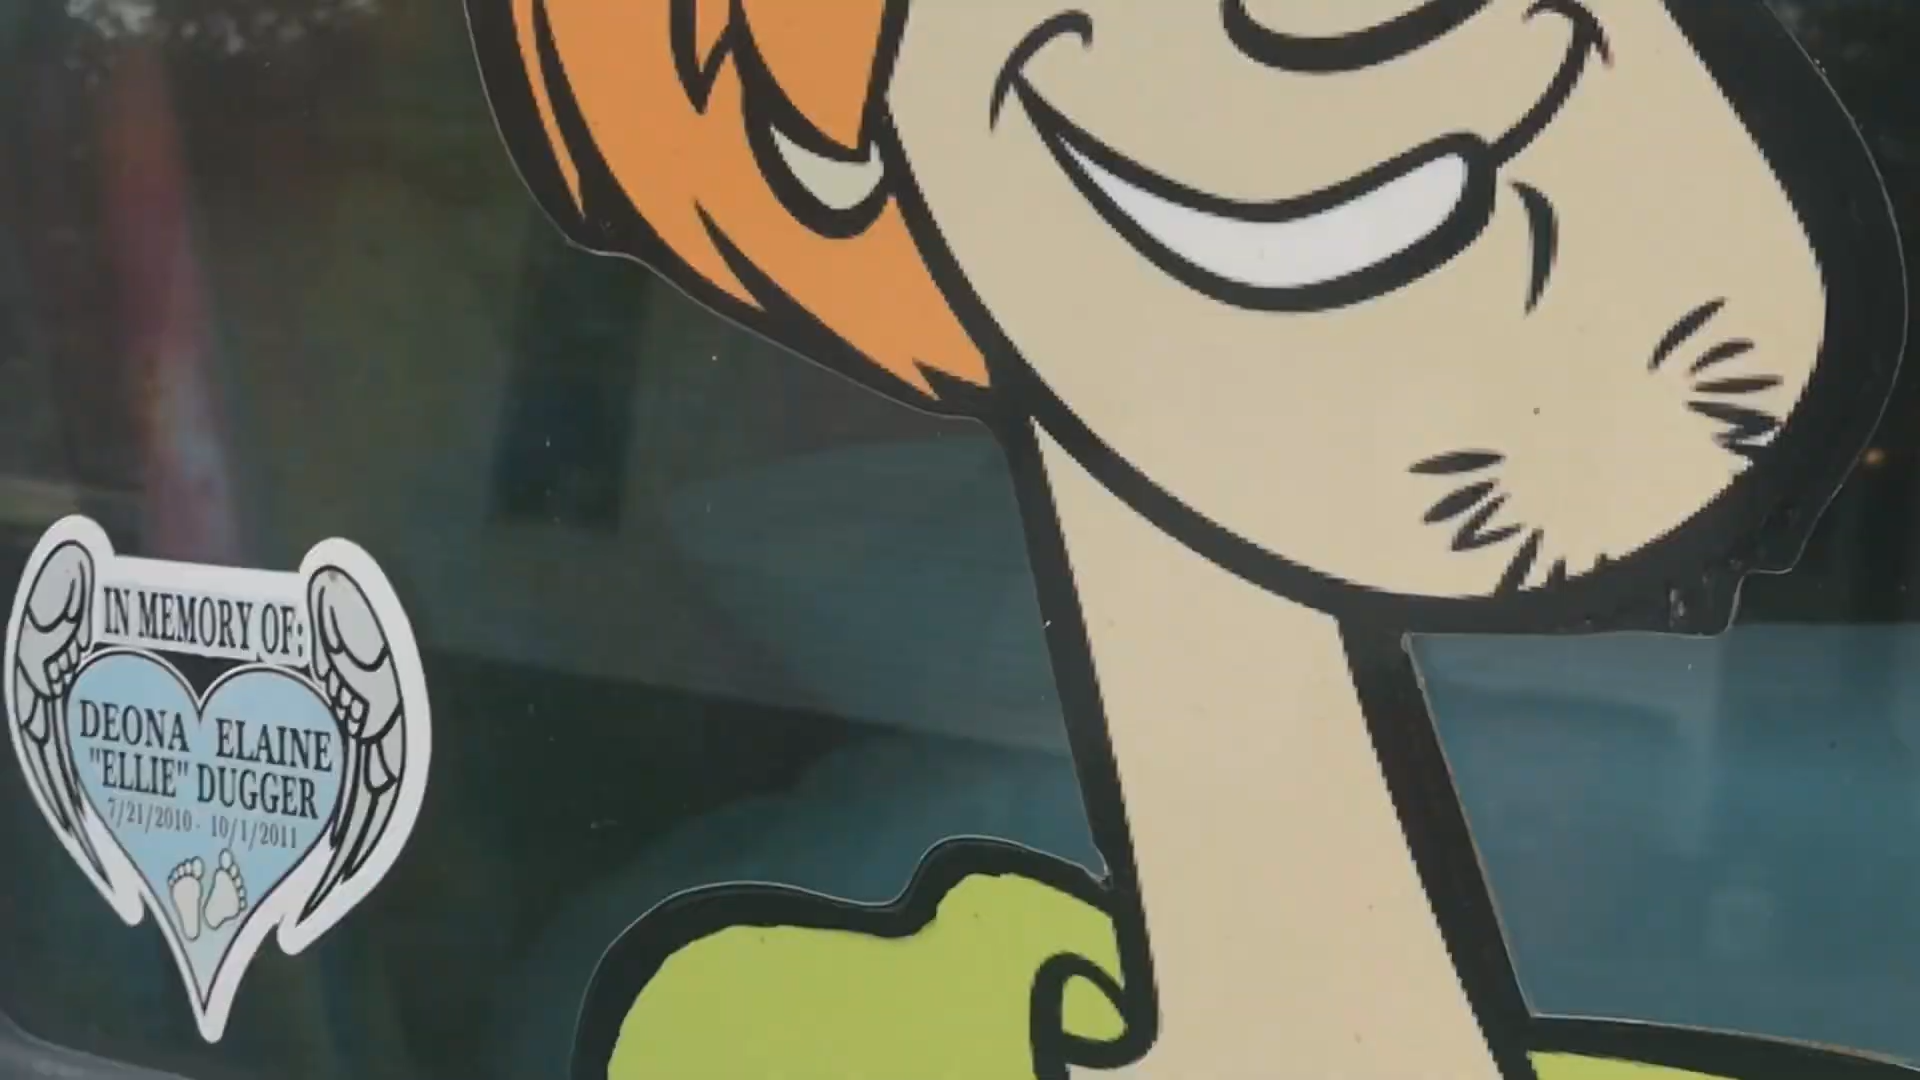 IN MEMORY OF:
DEONA ELAINE
"ELLIE" DUGGER
7/21/2010 - 10/1/2011